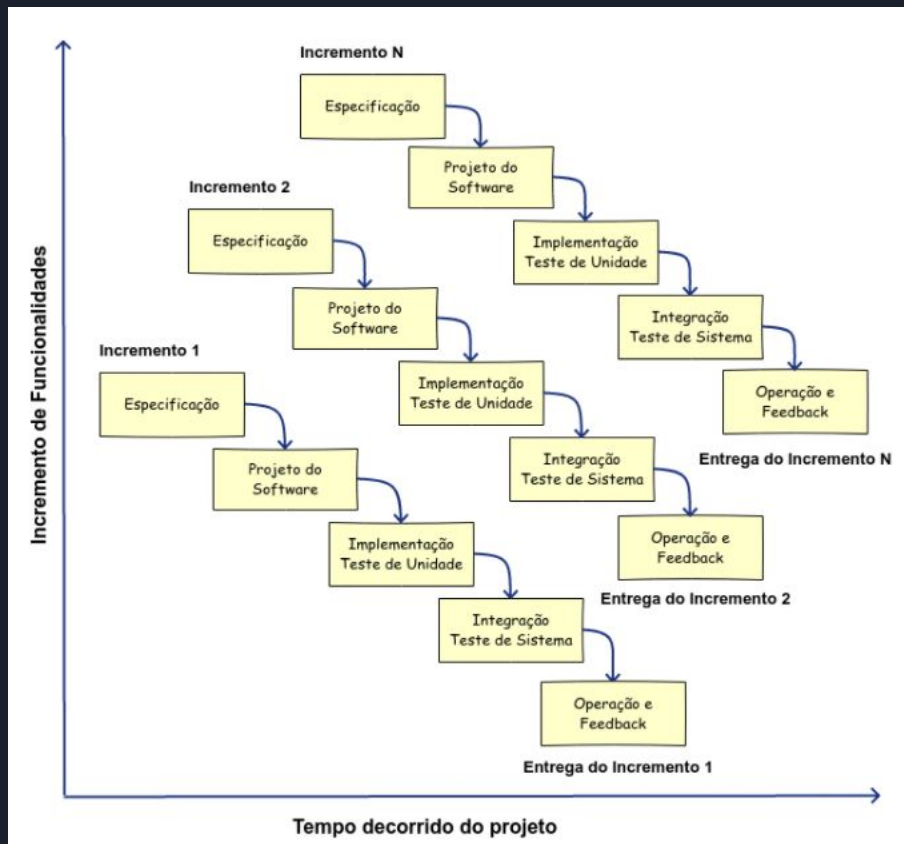 Incremento de Funcionalidades
Incremento N
Especificação
Projeto do
Software
Implementação
Teste de Unidade
Integração
Teste de Sistema
Operação e
Feedback
Entrega do Incremento N
Incremento 2
Especificação
Projeto do
Software
Implementação
Teste de Unidade
Integração
Teste de Sistema
Operação e
Feedback
Entrega do Incremento 2
Incremento 1
Especificação
Projeto do
Software
Implementação
Teste de Unidade
Integração
Teste de Sistema
Operação e
Feedback
Entrega do Incremento 1
Tempo decorrido do projeto